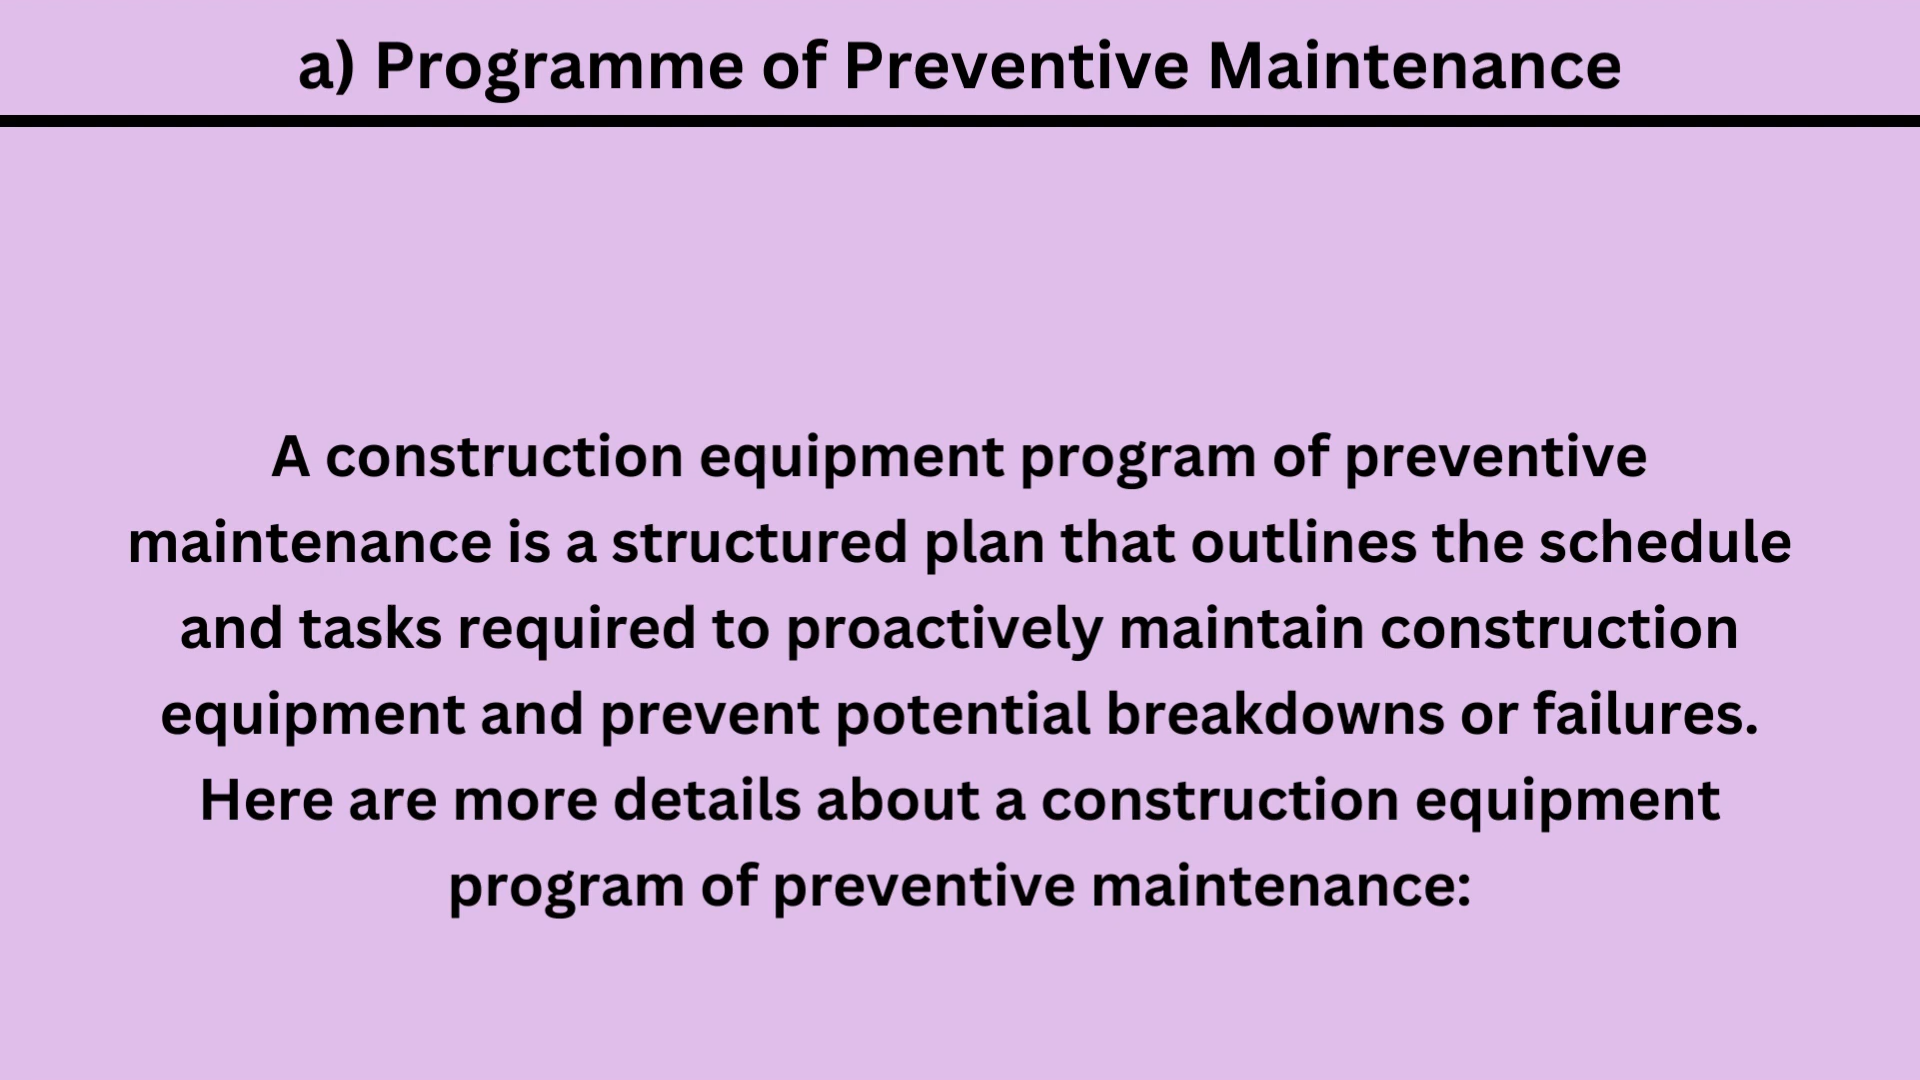 a) Programme of Preventive Maintenance
A construction equipment program of preventive
maintenance is a structured plan that outlines the schedule
and tasks required to proactively maintain construction
equipment and prevent potential breakdowns or failures.
Here are more details about a construction equipment
program of preventive maintenance: